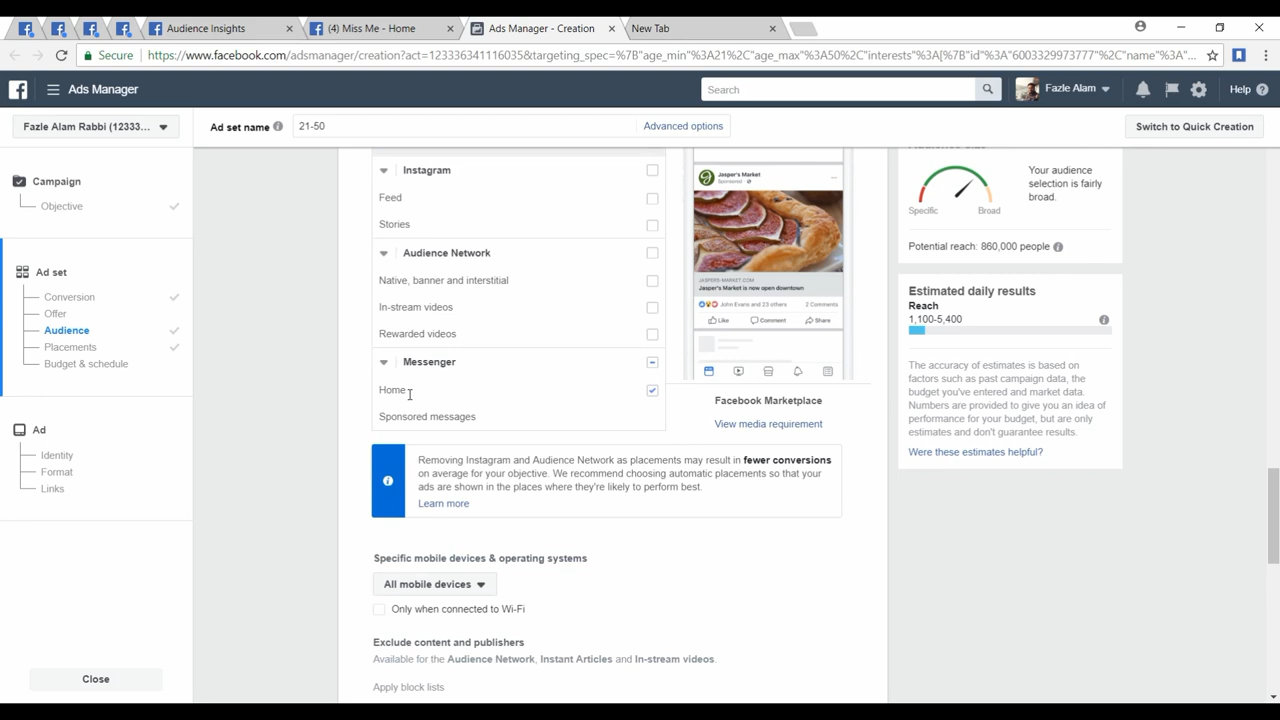 Audience Insights
(4) Miss Me - Home
Ads Manager - Creation
New Tab
Secure
https://www.facebook.com/adsmanager/creation?act=1233363411116035&targeting_spec=%7B"age_min"%3A21%2C"age_max"%3A50%2C"interests"%3A[%7B"id"%3A"6003329973777"%2C"name"%3A"...
Ads Manager
Search
Fazle Alam
Help
Fazle Alam Rabbi (12333...
Ad set name
21-50
Advanced options
Switch to Quick Creation
Campaign
Objective
Ad set
Conversion
Offer
Audience
Placements
Budget & schedule
Ad
Identity
Format
Links
Close
Instagram
Feed
Stories
Audience Network
Native, banner and interstitial
In-stream videos
Rewarded videos
Messenger
Home
Sponsored messages
Jasper's Market
Sponsored
JASPERS-MARKET.COM
Jasper's Market is now open downtown
John Evans and 23 others
2 Comments
Like
Comment
Share
Facebook Marketplace
View media requirement
Removing Instagram and Audience Network as placements may result in fewer conversions
on average for your objective. We recommend choosing automatic placements so that your
ads are shown in the places where they're likely to perform best.
Learn more
Specific mobile devices & operating systems
All mobile devices
Only when connected to Wi-Fi
Exclude content and publishers
Available for the Audience Network, Instant Articles and In-stream videos.
Apply block lists
Your audience
selection is fairly
broad.
Specific
Broad
Potential reach: 860,000 people
Estimated daily results
Reach
1,100-5,400
The accuracy of estimates is based on
factors such as past campaign data, the
budget you've entered and market data.
Numbers are provided to give you an idea of
performance for your budget, but are only
estimates and don't guarantee results.
Were these estimates helpful?